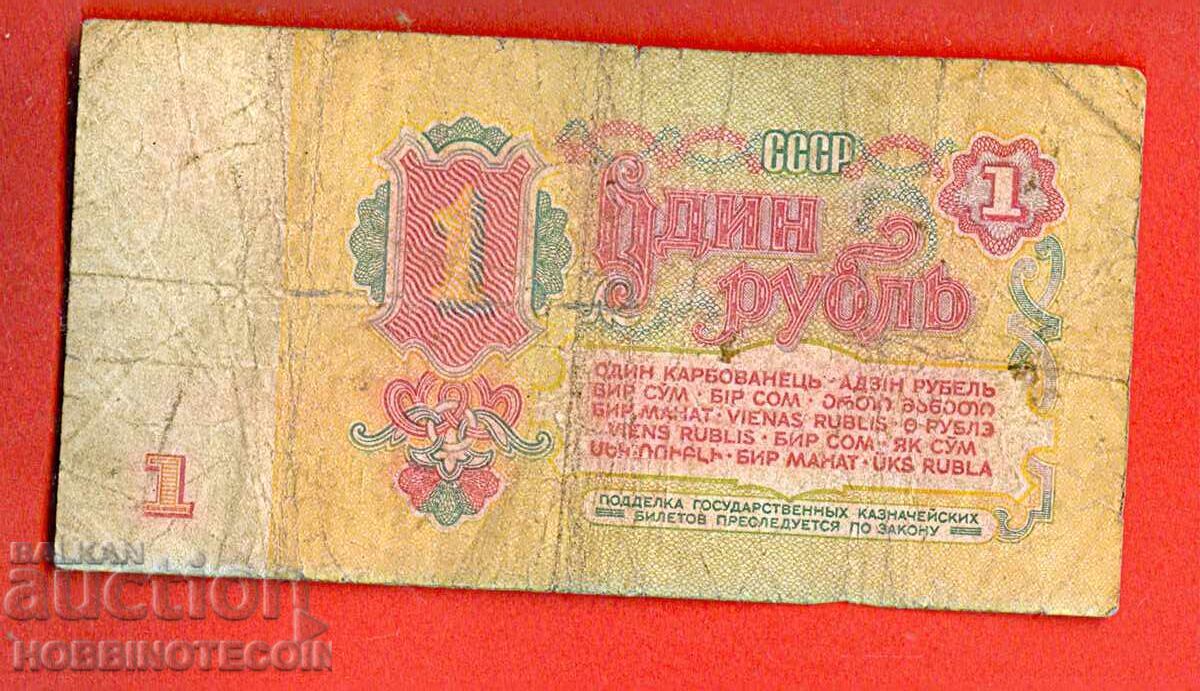 СССР
1
1
Один
рубль
ОДИН КАРБОВАНЕЦЬ · АДЗІН РУБЕЛЬ
БИР СЎМ · БІР СОМ · ერთი მანეთი
БИР МАНАТ · VIENAS RUBLIS · О РУБЛЭ
VIENS RUBLIS · БИР СОМ · ЯК СЎМ
ՄԵԿ ՌՈՒԲԼԻ · БИР МАНАТ · ÜKS RUBLA
ПОДДЕЛКА ГОСУДАРСТВЕННЫХ КАЗНАЧЕЙСКИХ
БИЛЕТОВ ПРЕСЛЕДУЕТСЯ ПО ЗАКОНУ
1
BALKAN
auction
HOBBINOTECOIN